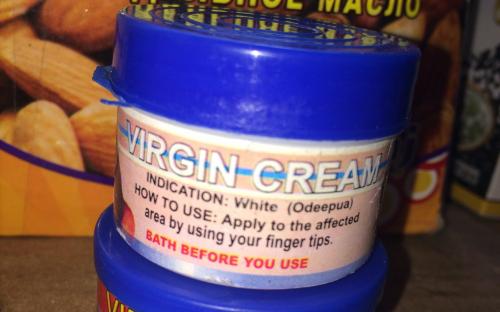 МАСЛО
VIRGIN CREAM
INDICATION: White (Odeepua)
HOW TO USE: Apply to the affected
area by using your finger tips.
BATH BEFORE YOU USE